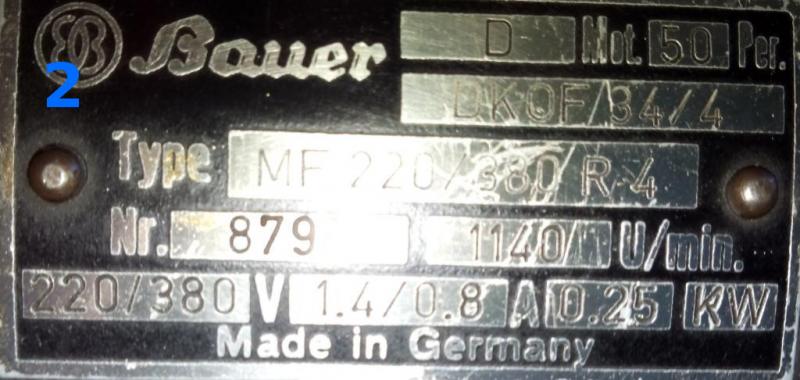 EB Bauer D Mot. 50 Per.
2
DKOF/34/4
Type MF 220/380 R-4
Nr. 879 1140/ U/min.
220/380 V 1.4/0.8 A 0.25 KW
Made in Germany